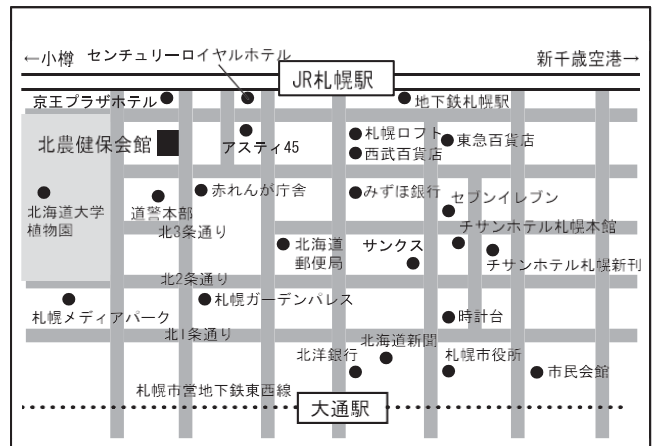 ←小樽
センチュリーロイヤルホテル
新千歳空港→
JR札幌駅
京王プラザホテル
地下鉄札幌駅
北農健保会館
アスティ45
札幌ロフト
西武百貨店
東急百貨店
北海道大学
植物園
道警本部
赤れんが庁舎
みずほ銀行
セブンイレブン
北3条通り
北海道
郵便局
サンクス
チサンホテル札幌本館
チサンホテル札幌新刊
北2条通り
札幌メディアパーク
札幌ガーデンパレス
時計台
北1条通り
北海道新聞
北洋銀行
札幌市役所
市民会館
札幌市営地下鉄東西線
大通駅